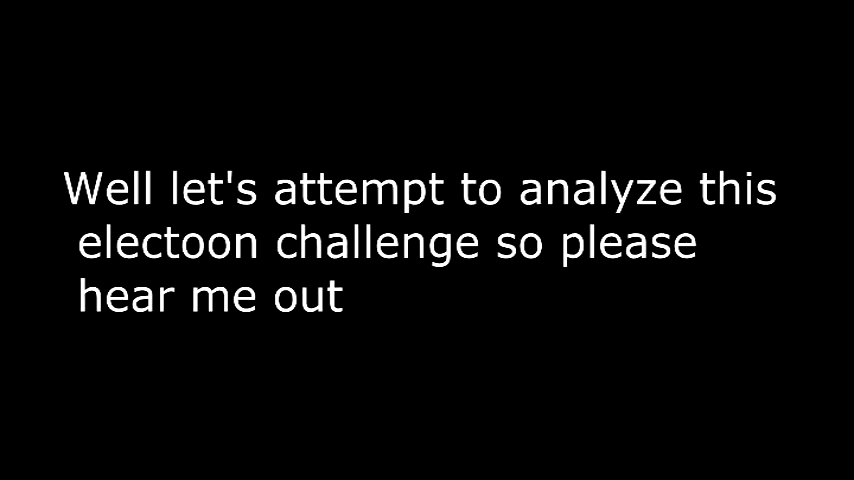 Well let's attempt to analyze this
electoon challenge so please
hear me out